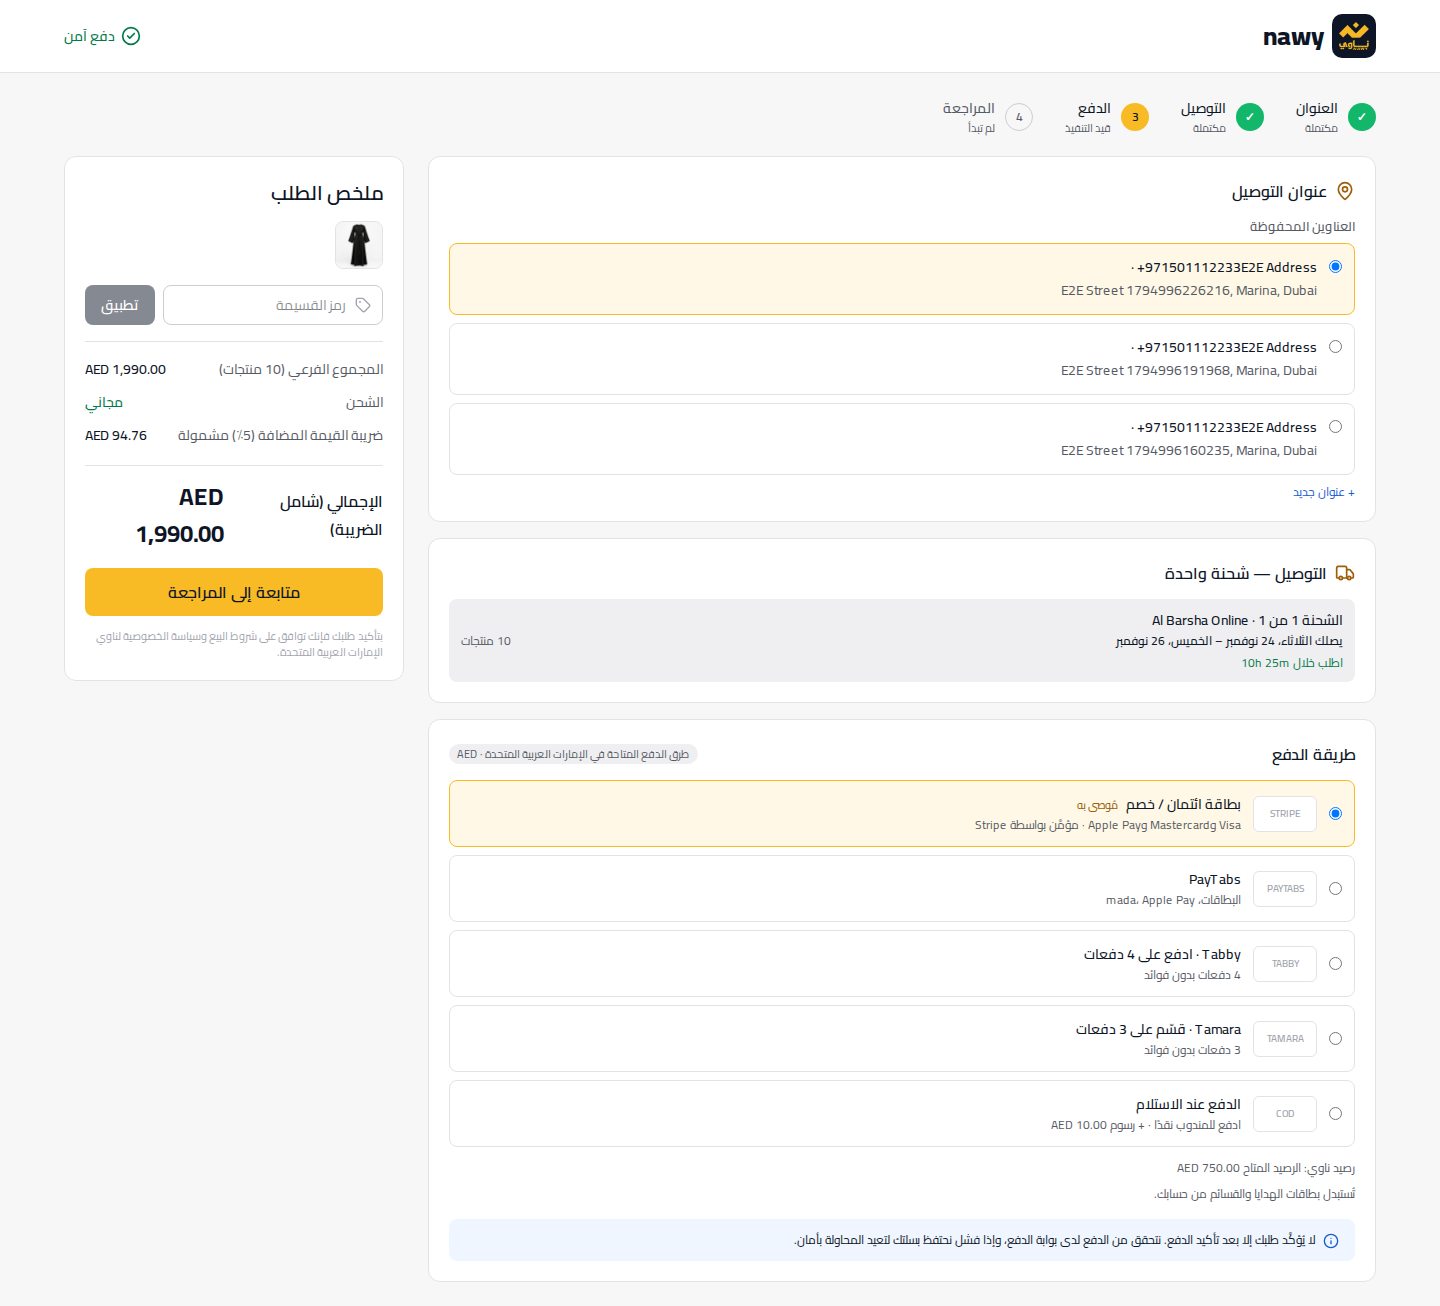 ناوي
NAWY
nawy
دفع آمن
✓ العنوان
مكتملة
✓ التوصيل
مكتملة
3 الدفع
قيد التنفيذ
4 المراجعة
لم تبدأ
عنوان التوصيل
العناوين المحفوظة
· +971501112233E2E Address
E2E Street 1794996226216, Marina, Dubai
· +971501112233E2E Address
E2E Street 1794996191968, Marina, Dubai
· +971501112233E2E Address
E2E Street 1794996160235, Marina, Dubai
+ عنوان جديد
التوصيل — شحنة واحدة
الشحنة 1 من 1 · Al Barsha Online
يصلك الثلاثاء، 24 نوفمبر – الخميس، 26 نوفمبر
10 منتجات
اطلب خلال 10h 25m
طريقة الدفع
طرق الدفع المتاحة في الإمارات العربية المتحدة · AED
STRIPE
بطاقة ائتمان / خصم مُوصى به
Visa وMastercard وApple Pay · مؤمَّن بواسطة Stripe
PAYTABS
PayTabs
البطاقات، mada، Apple Pay
TABBY
Tabby · ادفع على 4 دفعات
4 دفعات بدون فوائد
TAMARA
Tamara · قسّم على 3 دفعات
3 دفعات بدون فوائد
COD
الدفع عند الاستلام
ادفع للمندوب نقدًا · + رسوم AED 10.00
رصيد ناوي: الرصيد المتاح AED 750.00
تُستبدل بطاقات الهدايا والقسائم من حسابك.
لا يُؤكَّد طلبك إلا بعد تأكيد الدفع. نتحقق من الدفع لدى بوابة الدفع، وإذا فشل نحتفظ بسلتك لتعيد المحاولة بأمان.
ملخص الطلب
رمز القسيمة
تطبيق
المجموع الفرعي (10 منتجات) AED 1,990.00
الشحن مجاني
ضريبة القيمة المضافة (5٪) مشمولة AED 94.76
الإجمالي (شامل الضريبة)
AED 1,990.00
متابعة إلى المراجعة
بتأكيد طلبك فإنك توافق على شروط البيع وسياسة الخصوصية لناوي
الإمارات العربية المتحدة.